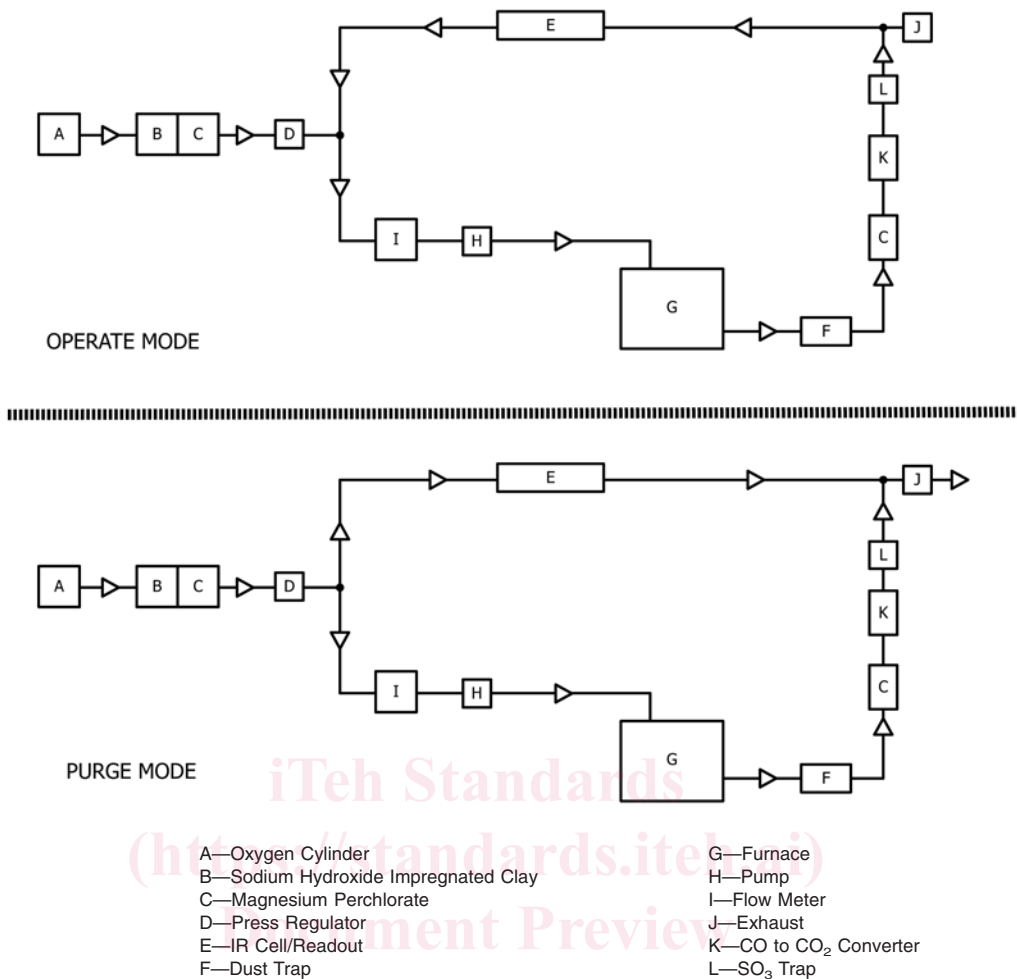 E
J
L
A
B
C
D
K
I
H
C
G
F
OPERATE MODE
E
J
L
A
B
C
D
K
I
H
C
G
F
PURGE MODE
iTeh Standards
(https://standards.iteh.ai)
Document Preview
A—Oxygen Cylinder
B—Sodium Hydroxide Impregnated Clay
C—Magnesium Perchlorate
D—Press Regulator
E—IR Cell/Readout
F—Dust Trap
G—Furnace
H—Pump
I—Flow Meter
J—Exhaust
K—CO to CO₂ Converter
L—SO₃ Trap